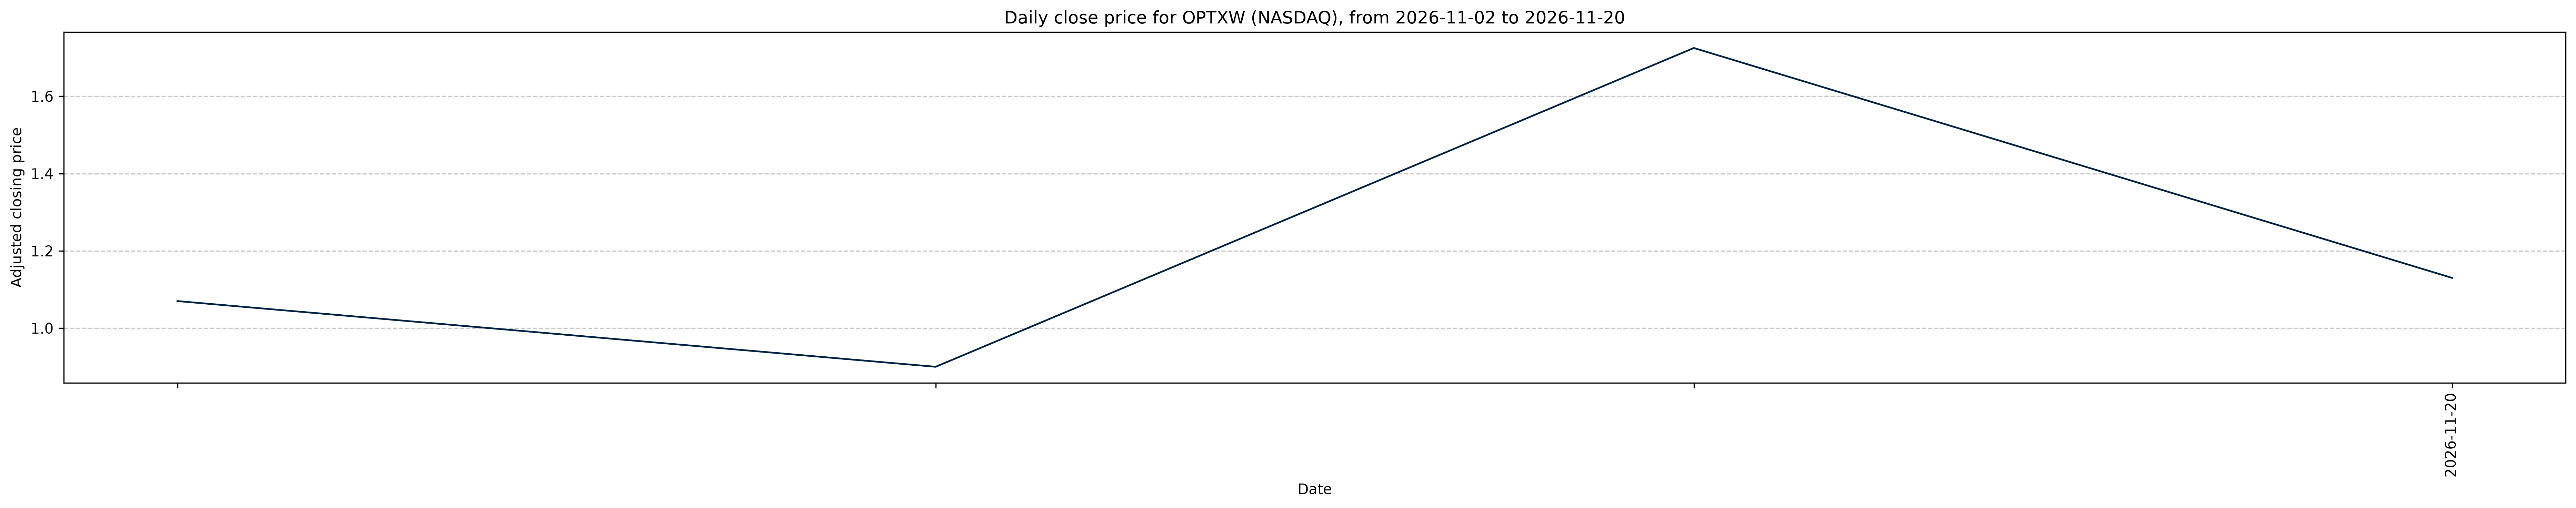 Daily close price for OPTXW (NASDAQ), from 2026-11-02 to 2026-11-20
Adjusted closing price
1.6
1.4
1.2
1.0
2026-11-20
Date